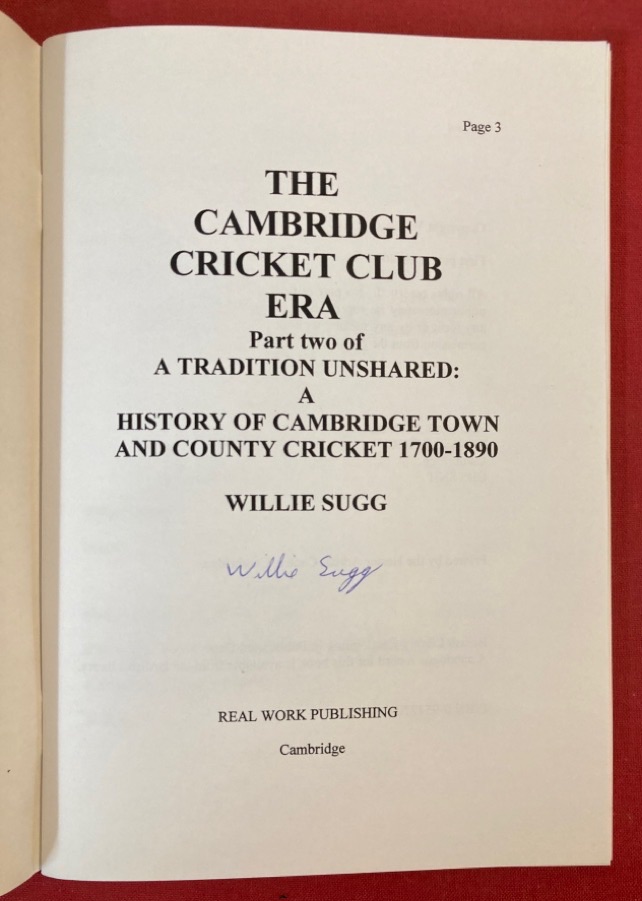 Page 3
THE
CAMBRIDGE
CRICKET CLUB
ERA
Part two of
A TRADITION UNSHARED:
A
HISTORY OF CAMBRIDGE TOWN
AND COUNTY CRICKET 1700-1890
WILLIE SUGG
Willie Sugg
REAL WORK PUBLISHING
Cambridge